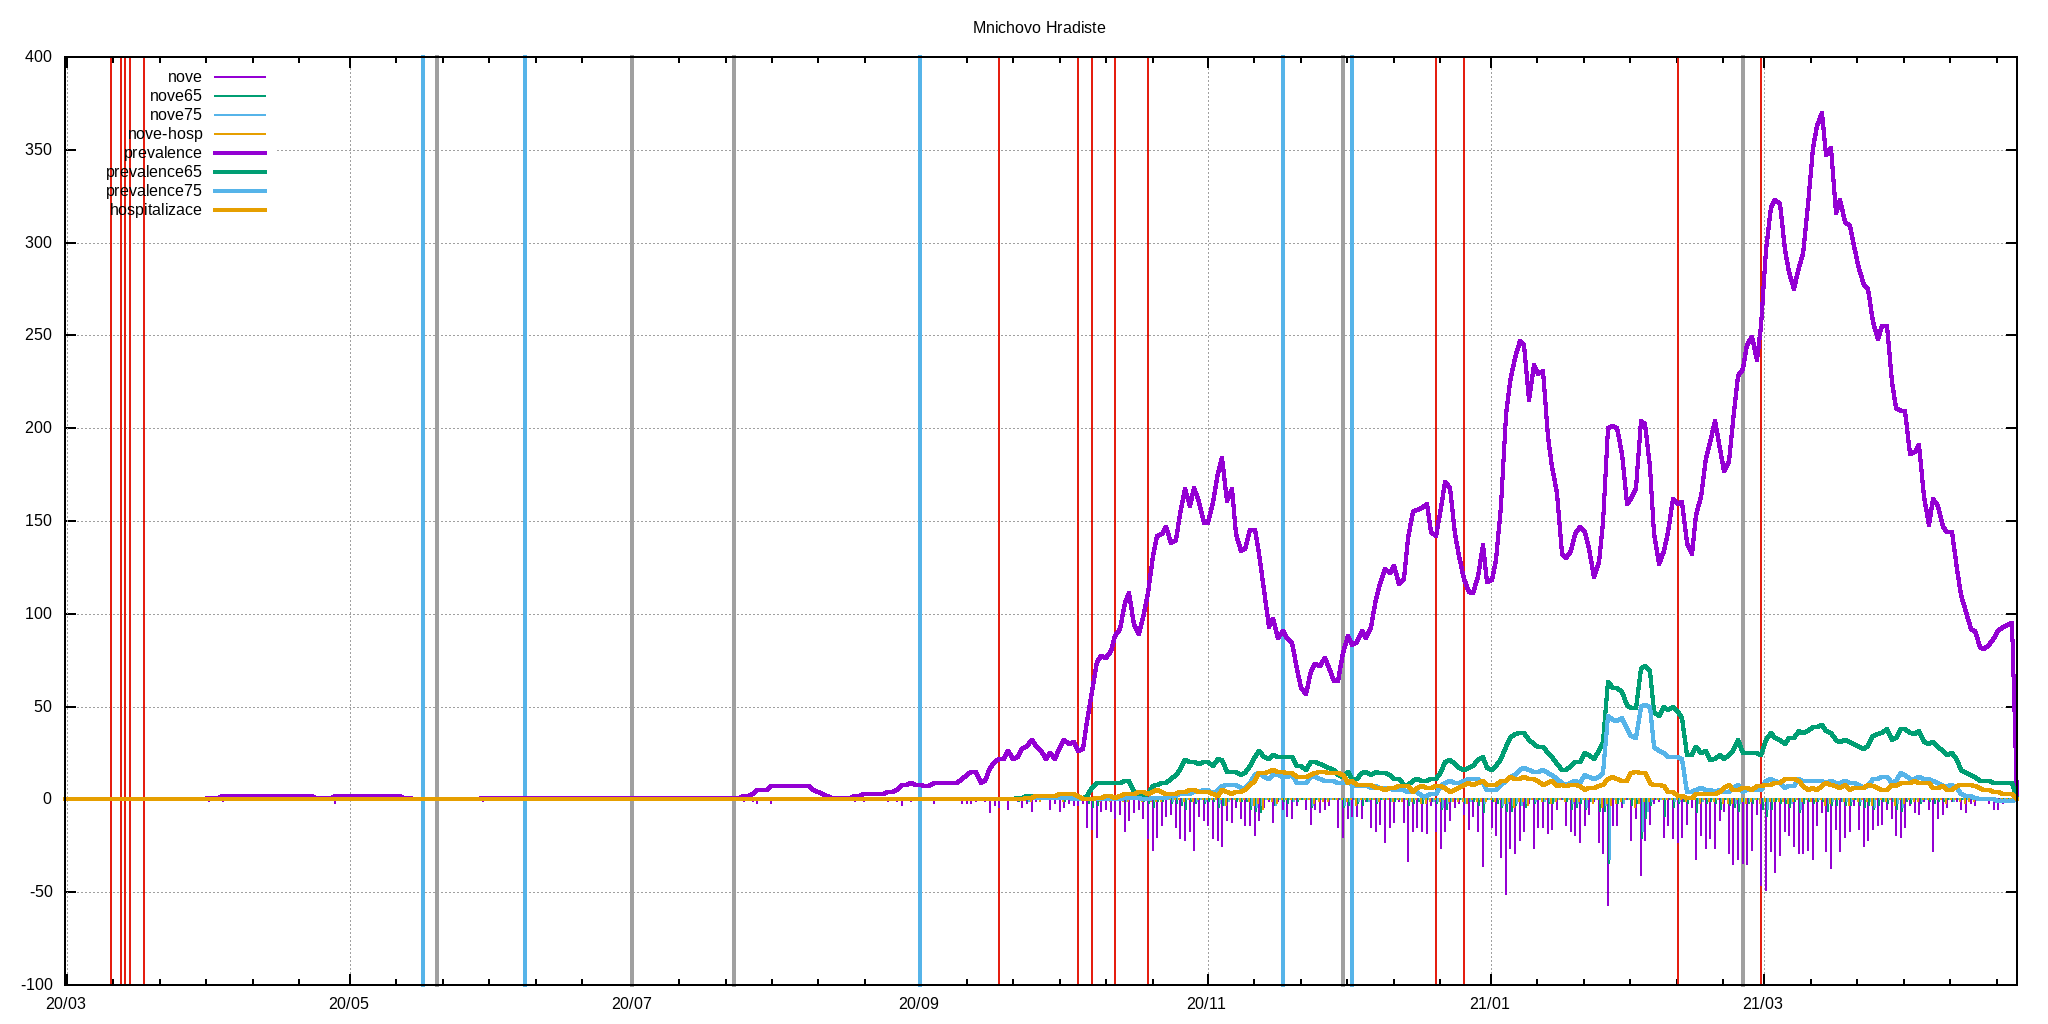 Mnichovo Hradiste
400
350
300
250
200
150
100
50
0
-50
-100
nove
nove65
nove75
nove-hosp
prevalence
prevalence65
prevalence75
hospitalizace
20/03 20/05 20/07 20/09 20/11 21/01 21/03